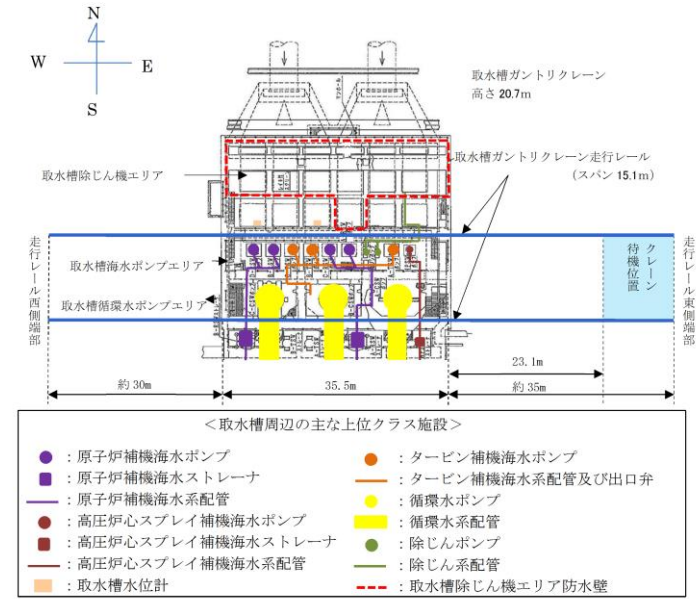 N
W
E
S
取水槽ガントリクレーン
高さ 20.7m
取水槽ガントリクレーン走行レール
(スパン 15.1m)
取水槽除じん機エリア
取水槽海水ポンプエリア
取水槽循環水ポンプエリア
走行レール西側端部
クレーン
待機位置
走行レール東側端部
23.1m
約30m
35.5m
約35m
＜取水槽周辺の主な上位クラス施設＞
：原子炉補機海水ポンプ
：タービン補機海水ポンプ
：原子炉補機海水ストレーナ
：タービン補機海水系配管及び出口弁
：原子炉補機海水系配管
：循環水ポンプ
：高圧炉心スプレイ補機海水ポンプ
：循環水系配管
：高圧炉心スプレイ補機海水ストレーナ
：除じんポンプ
：高圧炉心スプレイ補機海水系配管
：除じん系配管
：取水槽水位計
：取水槽除じん機エリア防水壁